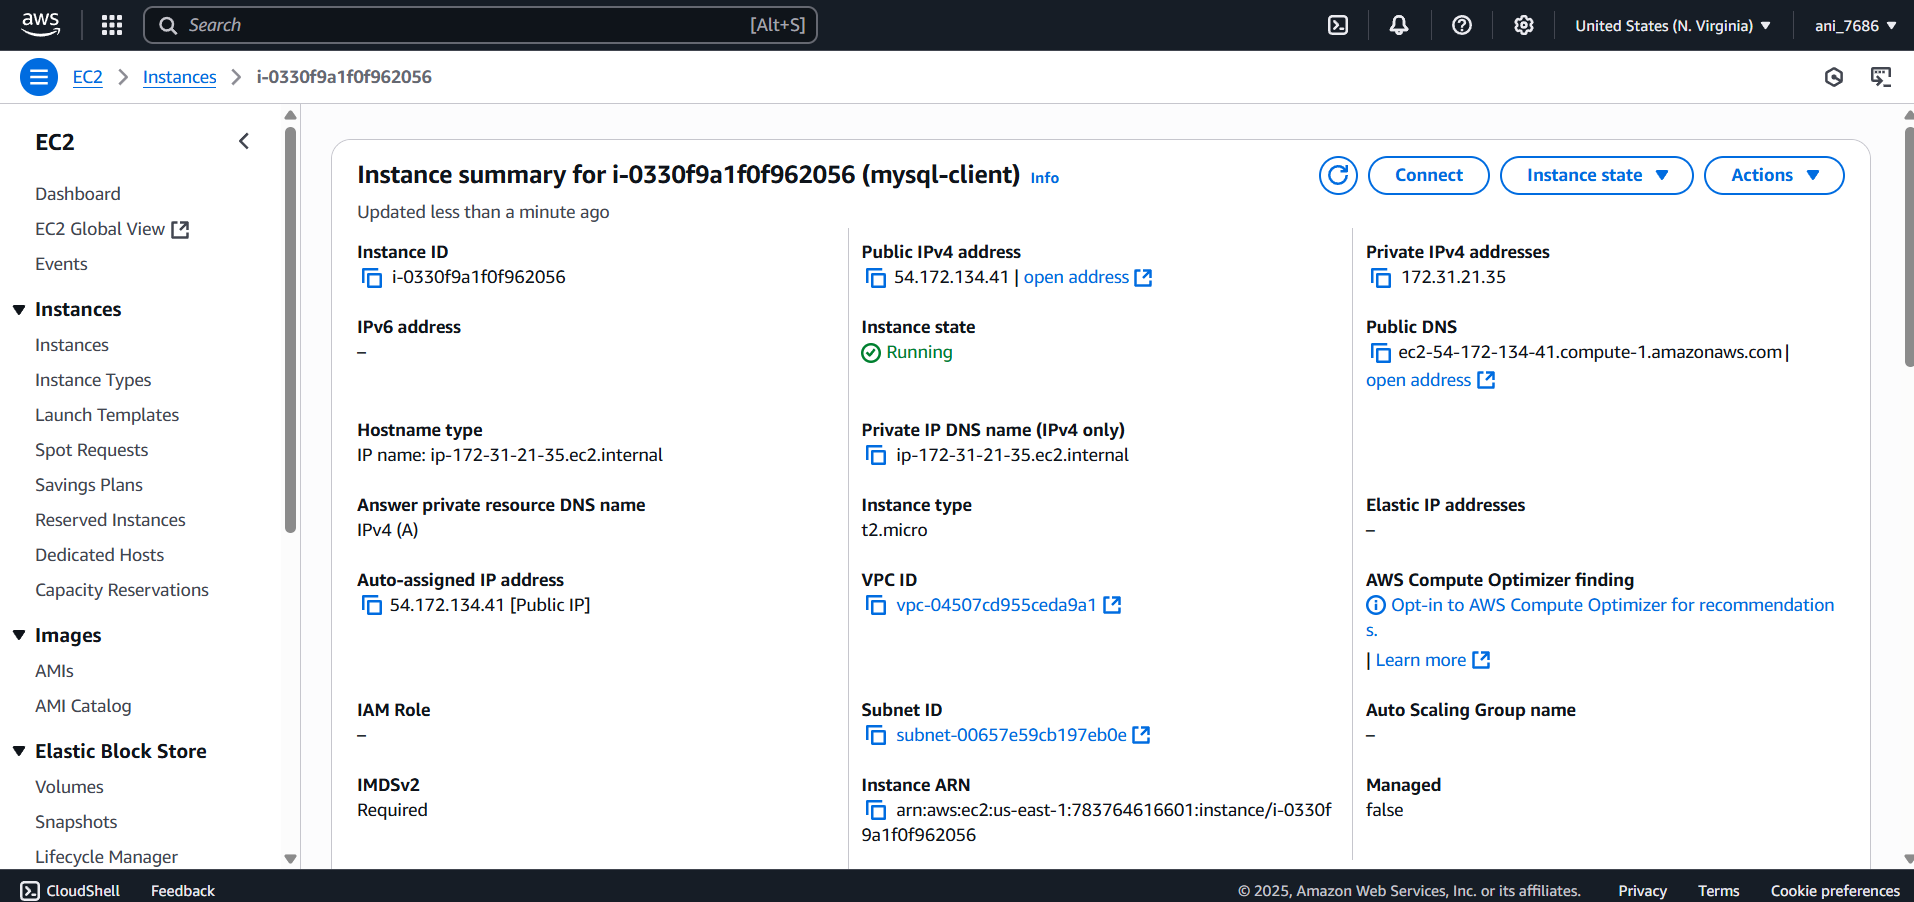 aws
Search [Alt+S]
United States (N. Virginia)
ani_7686
EC2
Instances
i-0330f9a1f0f962056
EC2
Dashboard
EC2 Global View
Events
Instances
Instances
Instance Types
Launch Templates
Spot Requests
Savings Plans
Reserved Instances
Dedicated Hosts
Capacity Reservations
Images
AMIs
AMI Catalog
Elastic Block Store
Volumes
Snapshots
Lifecycle Manager
Instance summary for i-0330f9a1f0f962056 (mysql-client) Info
Updated less than a minute ago
Connect
Instance state
Actions
Instance ID
i-0330f9a1f0f962056
Public IPv4 address
54.172.134.41 | open address
Private IPv4 addresses
172.31.21.35
IPv6 address
–
Instance state
Running
Public DNS
ec2-54-172-134-41.compute-1.amazonaws.com |
open address
Hostname type
IP name: ip-172-31-21-35.ec2.internal
Private IP DNS name (IPv4 only)
ip-172-31-21-35.ec2.internal
Answer private resource DNS name
IPv4 (A)
Instance type
t2.micro
Elastic IP addresses
–
Auto-assigned IP address
54.172.134.41 [Public IP]
VPC ID
vpc-04507cd955ceda9a1
AWS Compute Optimizer finding
Opt-in to AWS Compute Optimizer for recommendation
s.
| Learn more
IAM Role
–
Subnet ID
subnet-00657e59cb197eb0e
Auto Scaling Group name
–
IMDSv2
Required
Instance ARN
arn:aws:ec2:us-east-1:783764616601:instance/i-0330f
9a1f0f962056
Managed
false
CloudShell
Feedback
© 2025, Amazon Web Services, Inc. or its affiliates.
Privacy
Terms
Cookie preferences